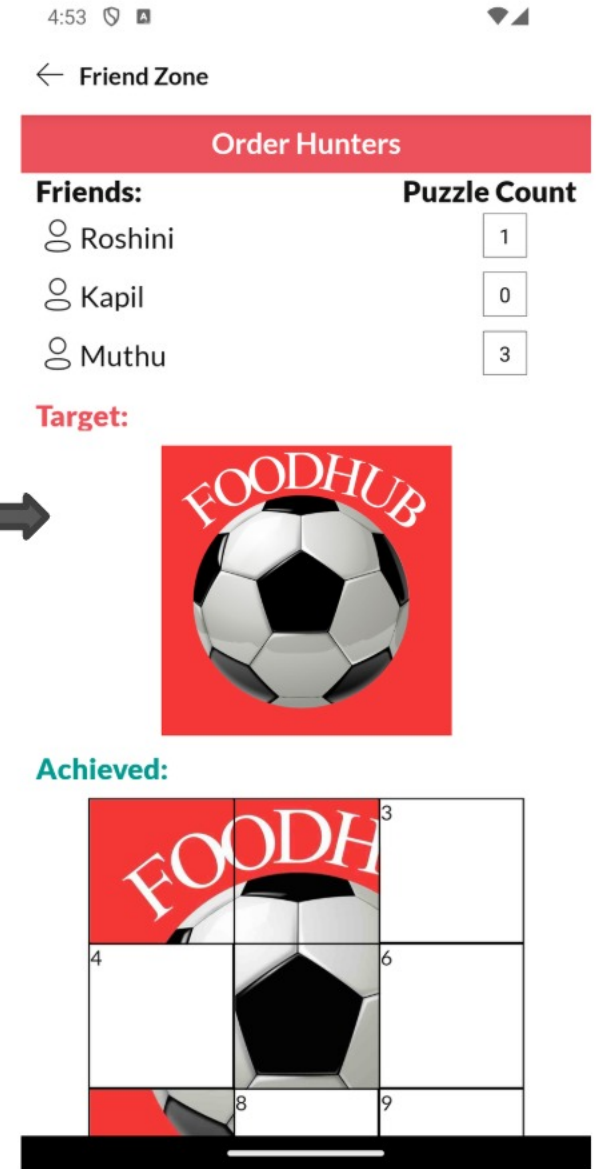 4:53 A
Friend Zone
Order Hunters
Friends: Puzzle Count
Roshini 1
Kapil 0
Muthu 3
Target:
FOODHUB
Achieved:
FOODH 3
4 6
8 9